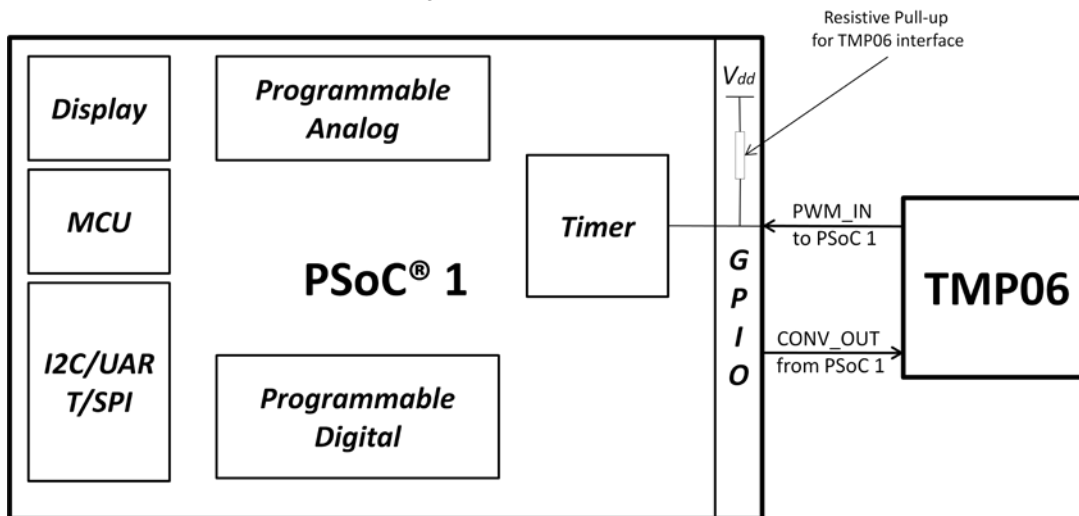 Resistive Pull-up
for TMP06 interface
Vdd
Display
Programmable
Analog
MCU
Timer
PWM_IN
to PSoC 1
TMP06
PSoC® 1
G
P
I
O
CONV_OUT
from PSoC 1
I2C/UAR
T/SPI
Programmable
Digital